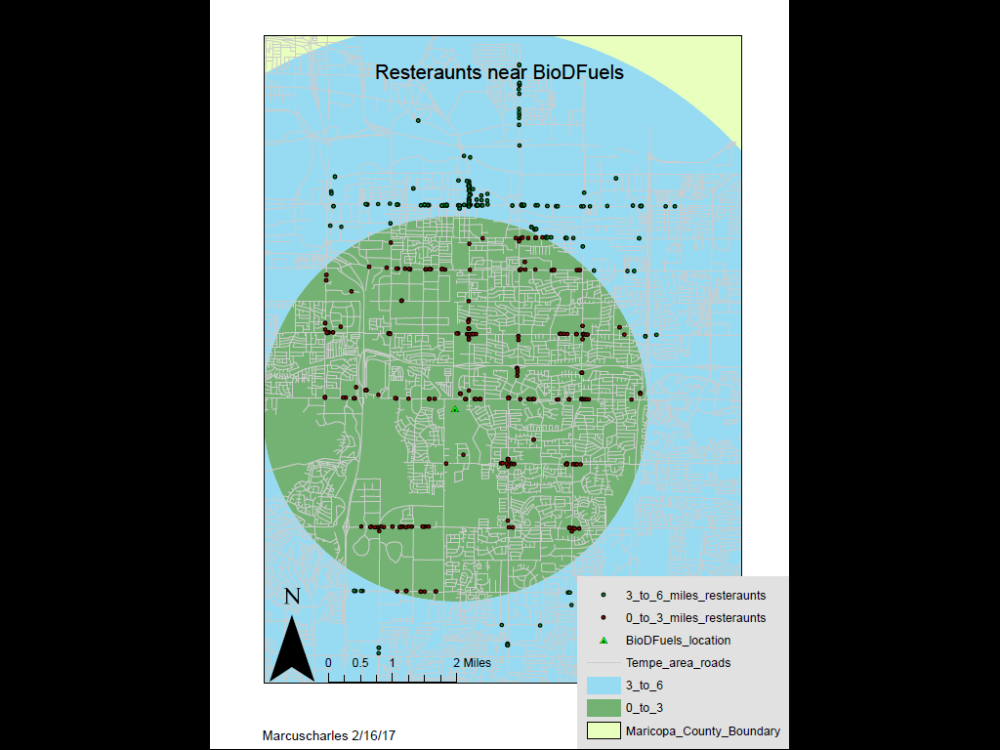 Resteraunts near BioDFuels
N
0 0.5 1 2 Miles
3_to_6_miles_resteraunts
0_to_3_miles_resteraunts
BioDFuels_location
Tempe_area_roads
3_to_6
0_to_3
Maricopa_County_Boundary
Marcuscharles 2/16/17